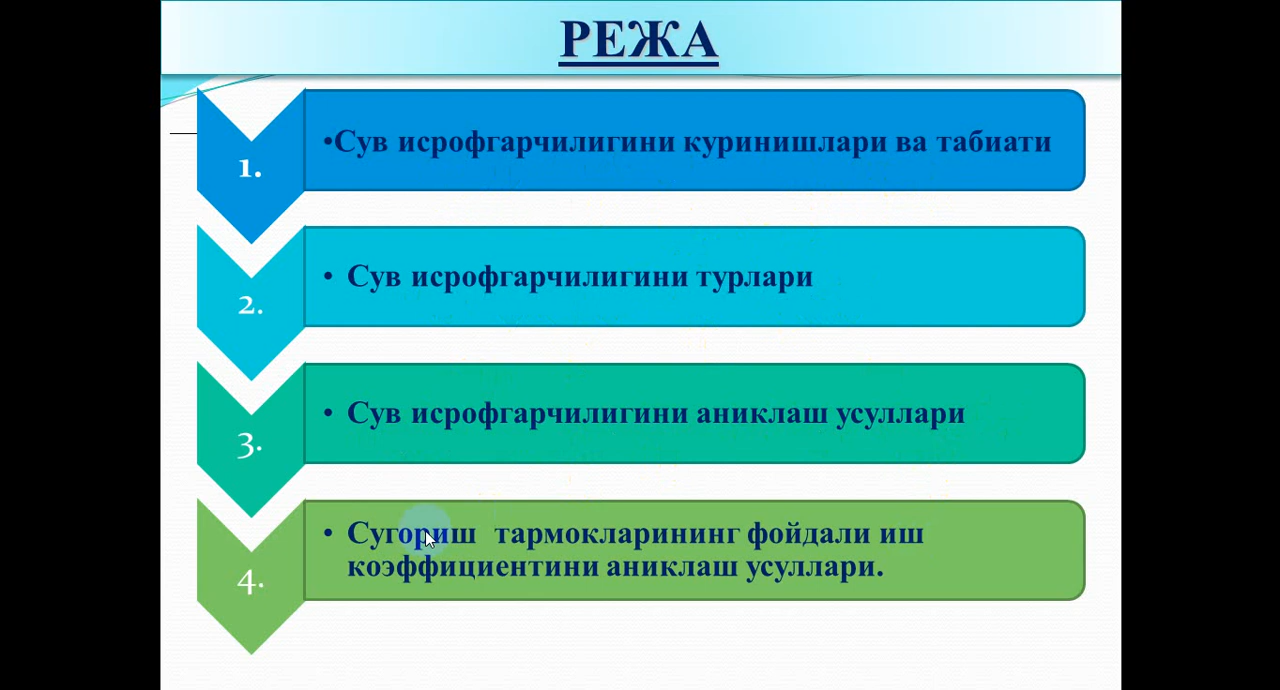 РЕЖА
1.
•Сув исрофгарчилигини куринишлари ва табиати
2.
• Сув исрофгарчилигини турлари
3.
• Сув исрофгарчилигини аниклаш усуллари
4.
• Сугориш тармокларининг фойдали иш
коэффициентини аниклаш усуллари.